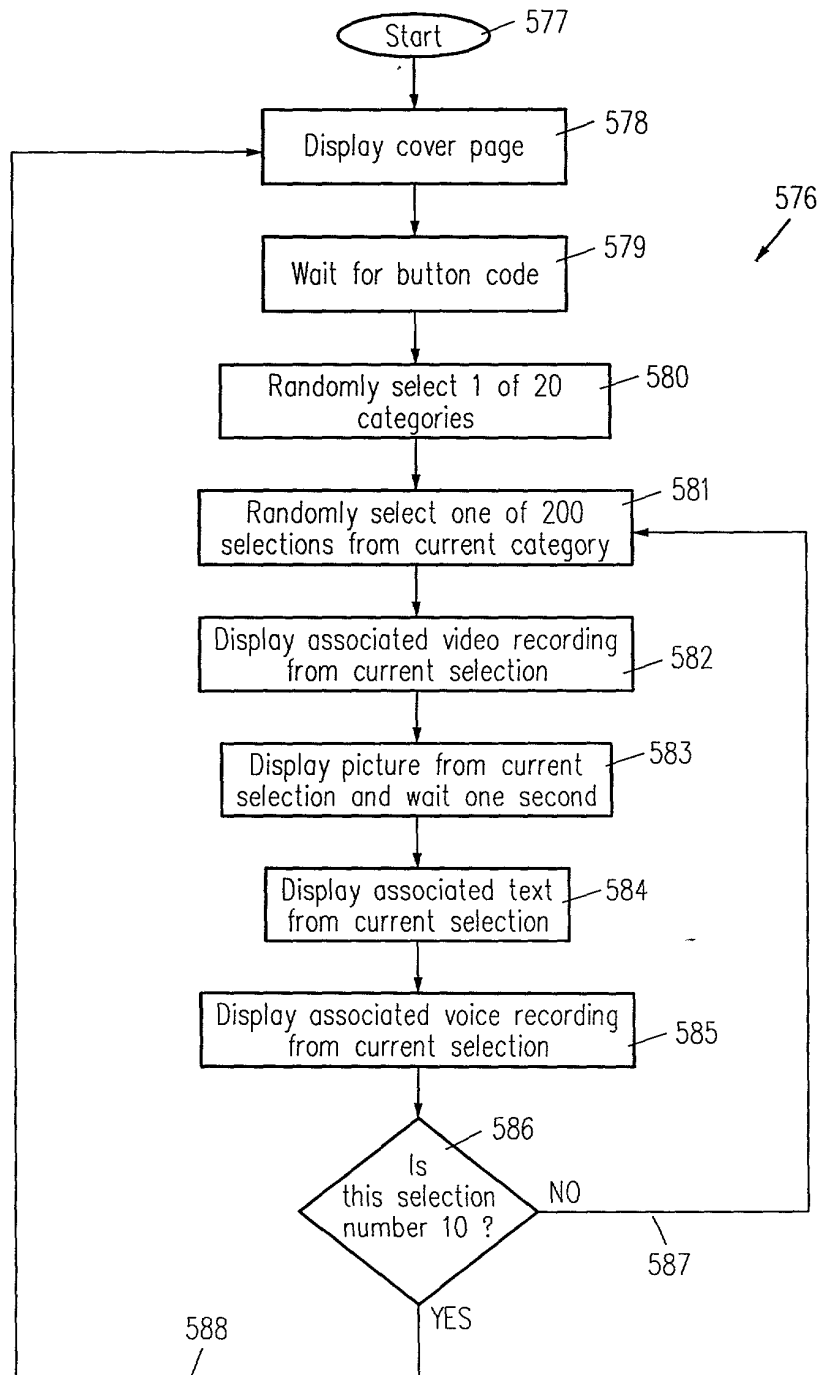 Start
577
Display cover page
578
576
Wait for button code
579
Randomly select 1 of 20
categories
580
Randomly select one of 200
selections from current category
581
Display associated video recording
from current selection
582
Display picture from current
selection and wait one second
583
Display associated text
from current selection
584
Display associated voice recording
from current selection
585
586
Is
this selection
number 10 ?
NO
587
YES
588